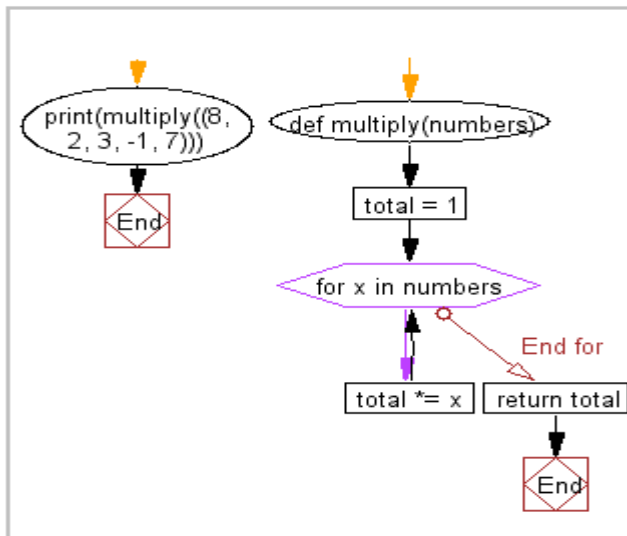 print(multiply((8,
2, 3, -1, 7)))
End
def multiply(numbers)
total = 1
for x in numbers
End for
total *= x
return total
End